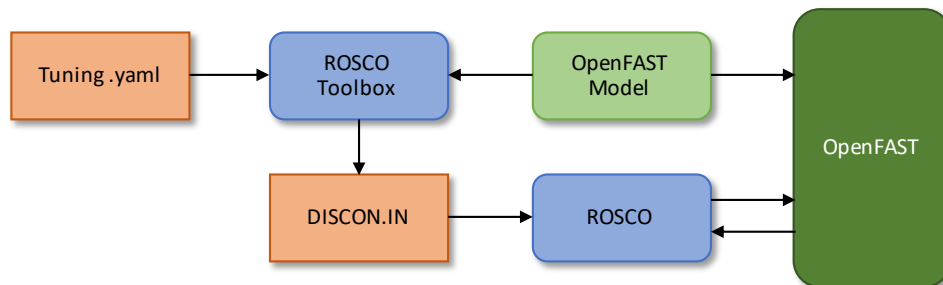 Tuning .yaml
ROSCO
Toolbox
OpenFAST
Model
OpenFAST
DISCON.IN
ROSCO